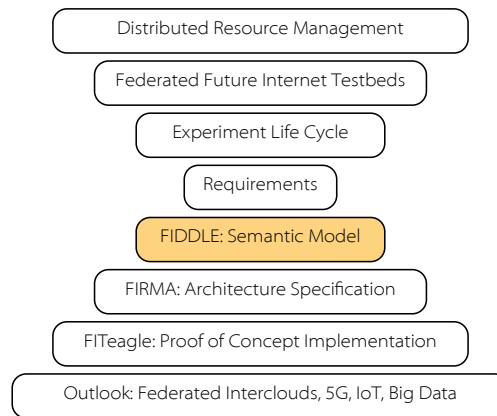 Distributed Resource Management
Federated Future Internet Testbeds
Experiment Life Cycle
Requirements
FIDDLE: Semantic Model
FIRMA: Architecture Specification
FITeagle: Proof of Concept Implementation
Outlook: Federated Interclouds, 5G, IoT, Big Data